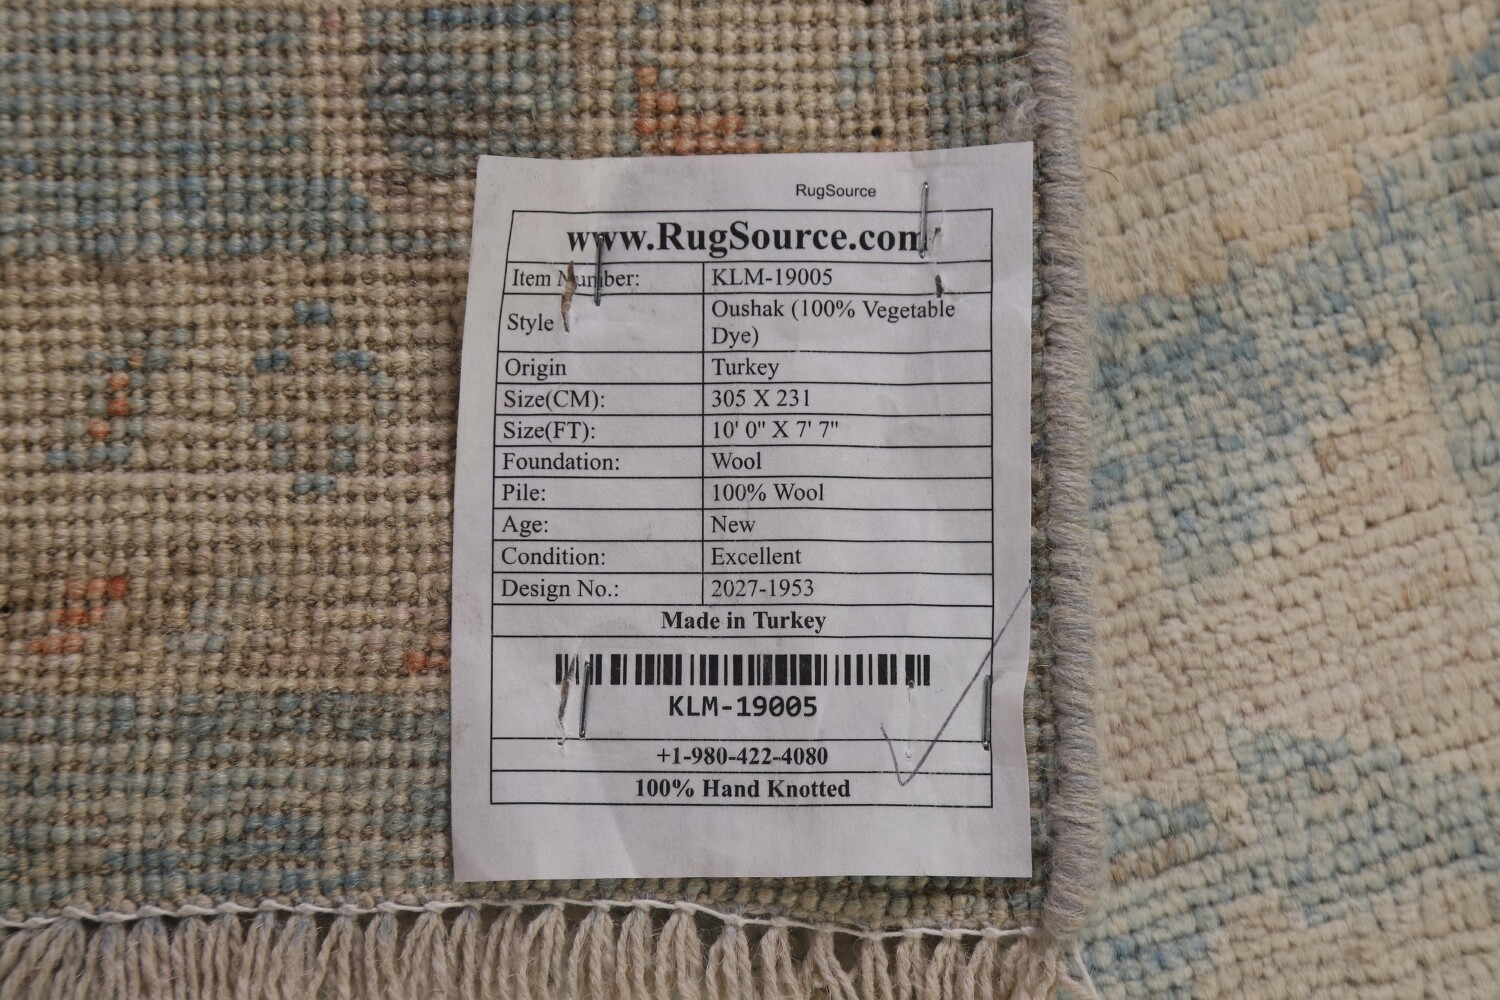 RugSource
www.RugSource.com
Item Number: KLM-19005
Style Oushak (100% Vegetable
Dye)
Origin Turkey
Size(CM): 305 X 231
Size(FT): 10' 0" X 7' 7"
Foundation: Wool
Pile: 100% Wool
Age: New
Condition: Excellent
Design No.: 2027-1953
Made in Turkey
KLM-19005
+1-980-422-4080
100% Hand Knotted